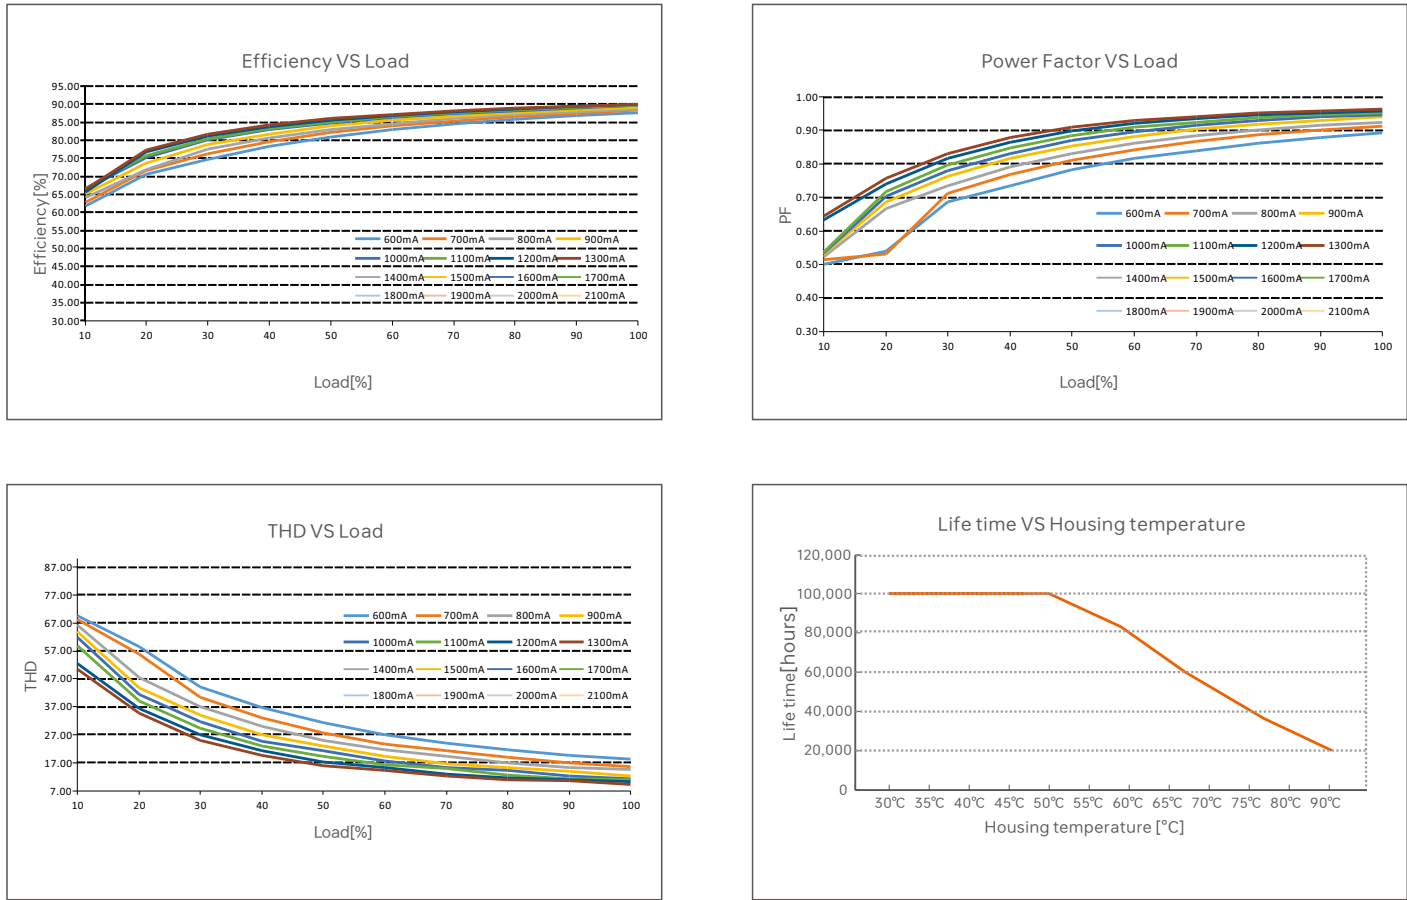 Efficiency VS Load
95.00
90.00
85.00
80.00
75.00
70.00
65.00
60.00
55.00
50.00
45.00
40.00
35.00
30.00
Efficiency[%]
600mA 700mA 800mA 900mA
1000mA 1100mA 1200mA 1300mA
1400mA 1500mA 1600mA 1700mA
1800mA 1900mA 2000mA 2100mA
10 20 30 40 50 60 70 80 90 100
Load[%]
Power Factor VS Load
1.00
0.90
0.80
0.70
0.60
0.50
0.40
0.30
PF
600mA 700mA 800mA 900mA
1000mA 1100mA 1200mA 1300mA
1400mA 1500mA 1600mA 1700mA
1800mA 1900mA 2000mA 2100mA
10 20 30 40 50 60 70 80 90 100
Load[%]
THD VS Load
87.00
77.00
67.00
57.00
47.00
37.00
27.00
17.00
7.00
THD
600mA 700mA 800mA 900mA
1000mA 1100mA 1200mA 1300mA
1400mA 1500mA 1600mA 1700mA
1800mA 1900mA 2000mA 2100mA
10 20 30 40 50 60 70 80 90 100
Load[%]
Life time VS Housing temperature
120,000
100,000
80,000
60,000
40,000
20,000
0
Life time[hours]
30℃ 35℃ 40℃ 45℃ 50℃ 55℃ 60℃ 65℃ 70℃ 75℃ 80℃ 90℃
Housing temperature [°C]